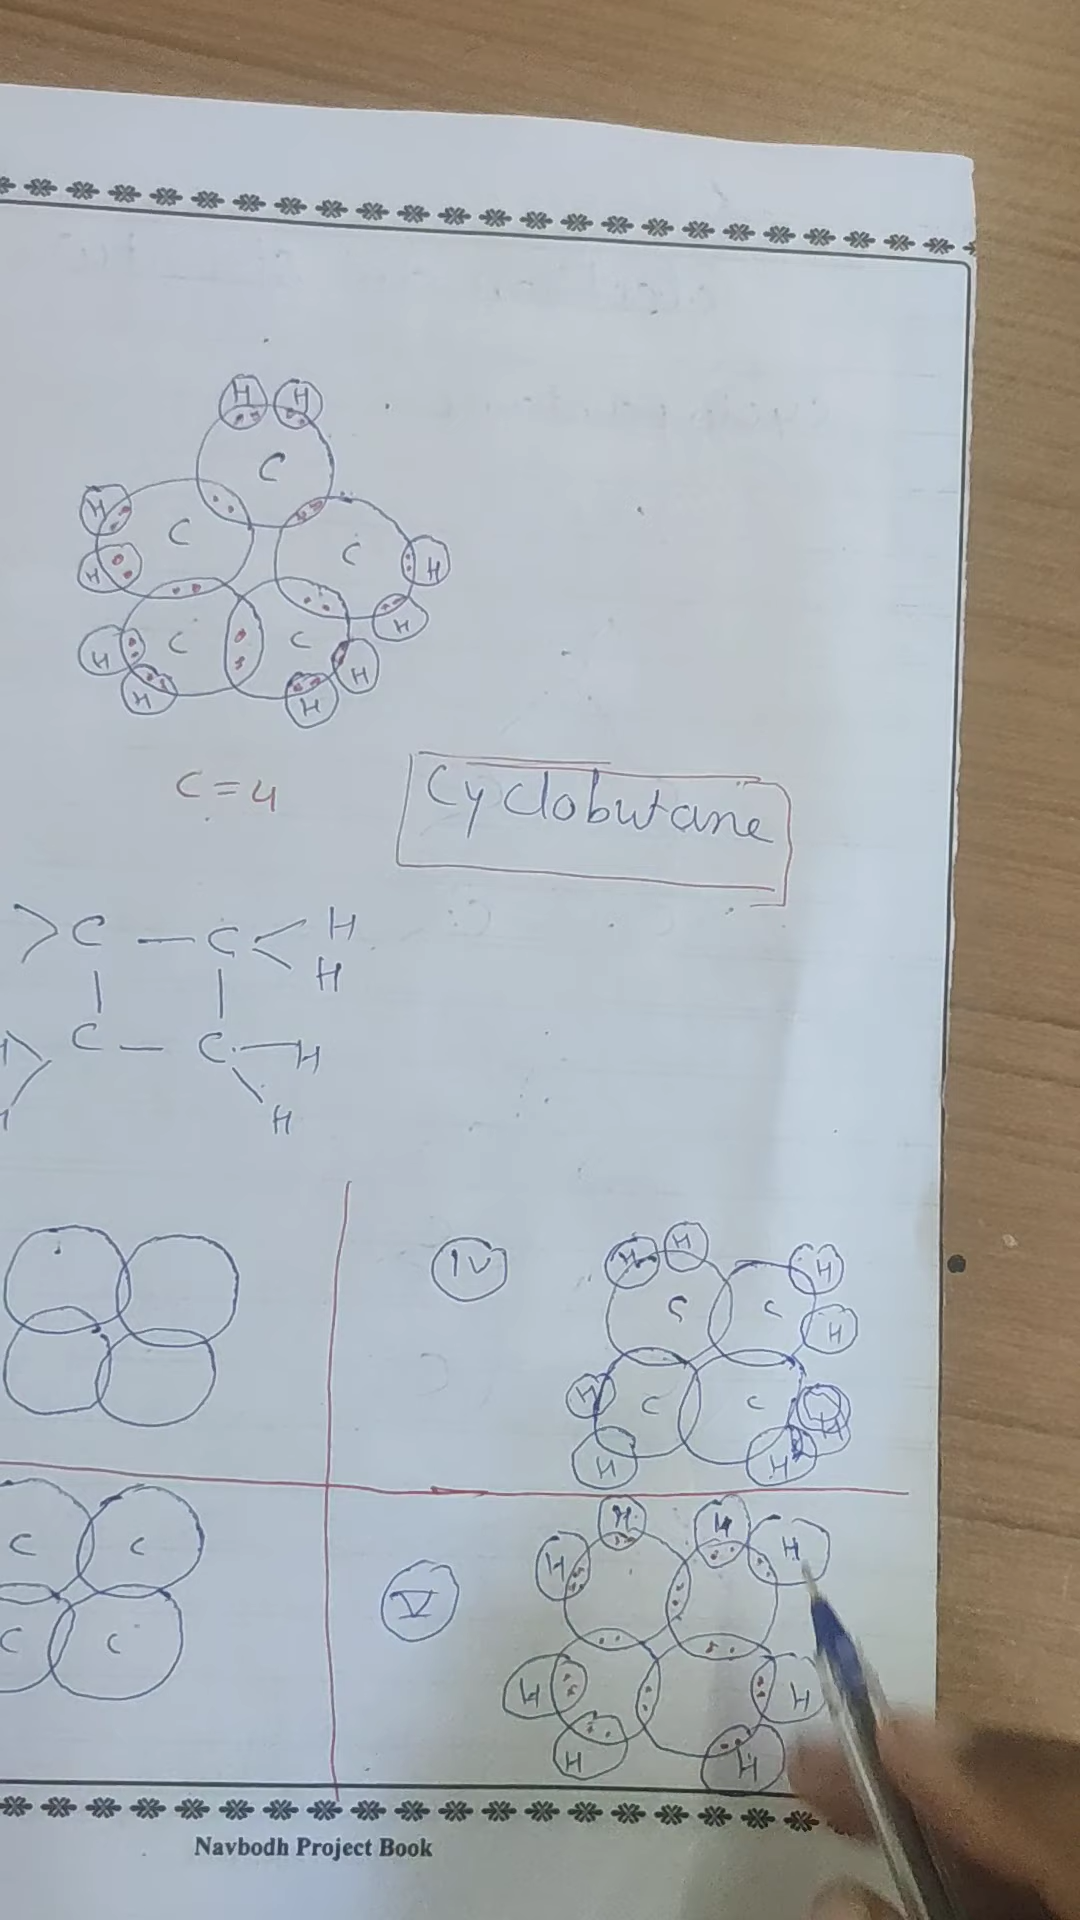 H H
C
H C C H
H H
H C C H
H H
C = 4
Cyclobutane
C — C H
H
H C — C — H
H H
IV
H H H
C C H
H C C H
H H
C C
C C
V
H H H H
H H
H H
Navbodh Project Book